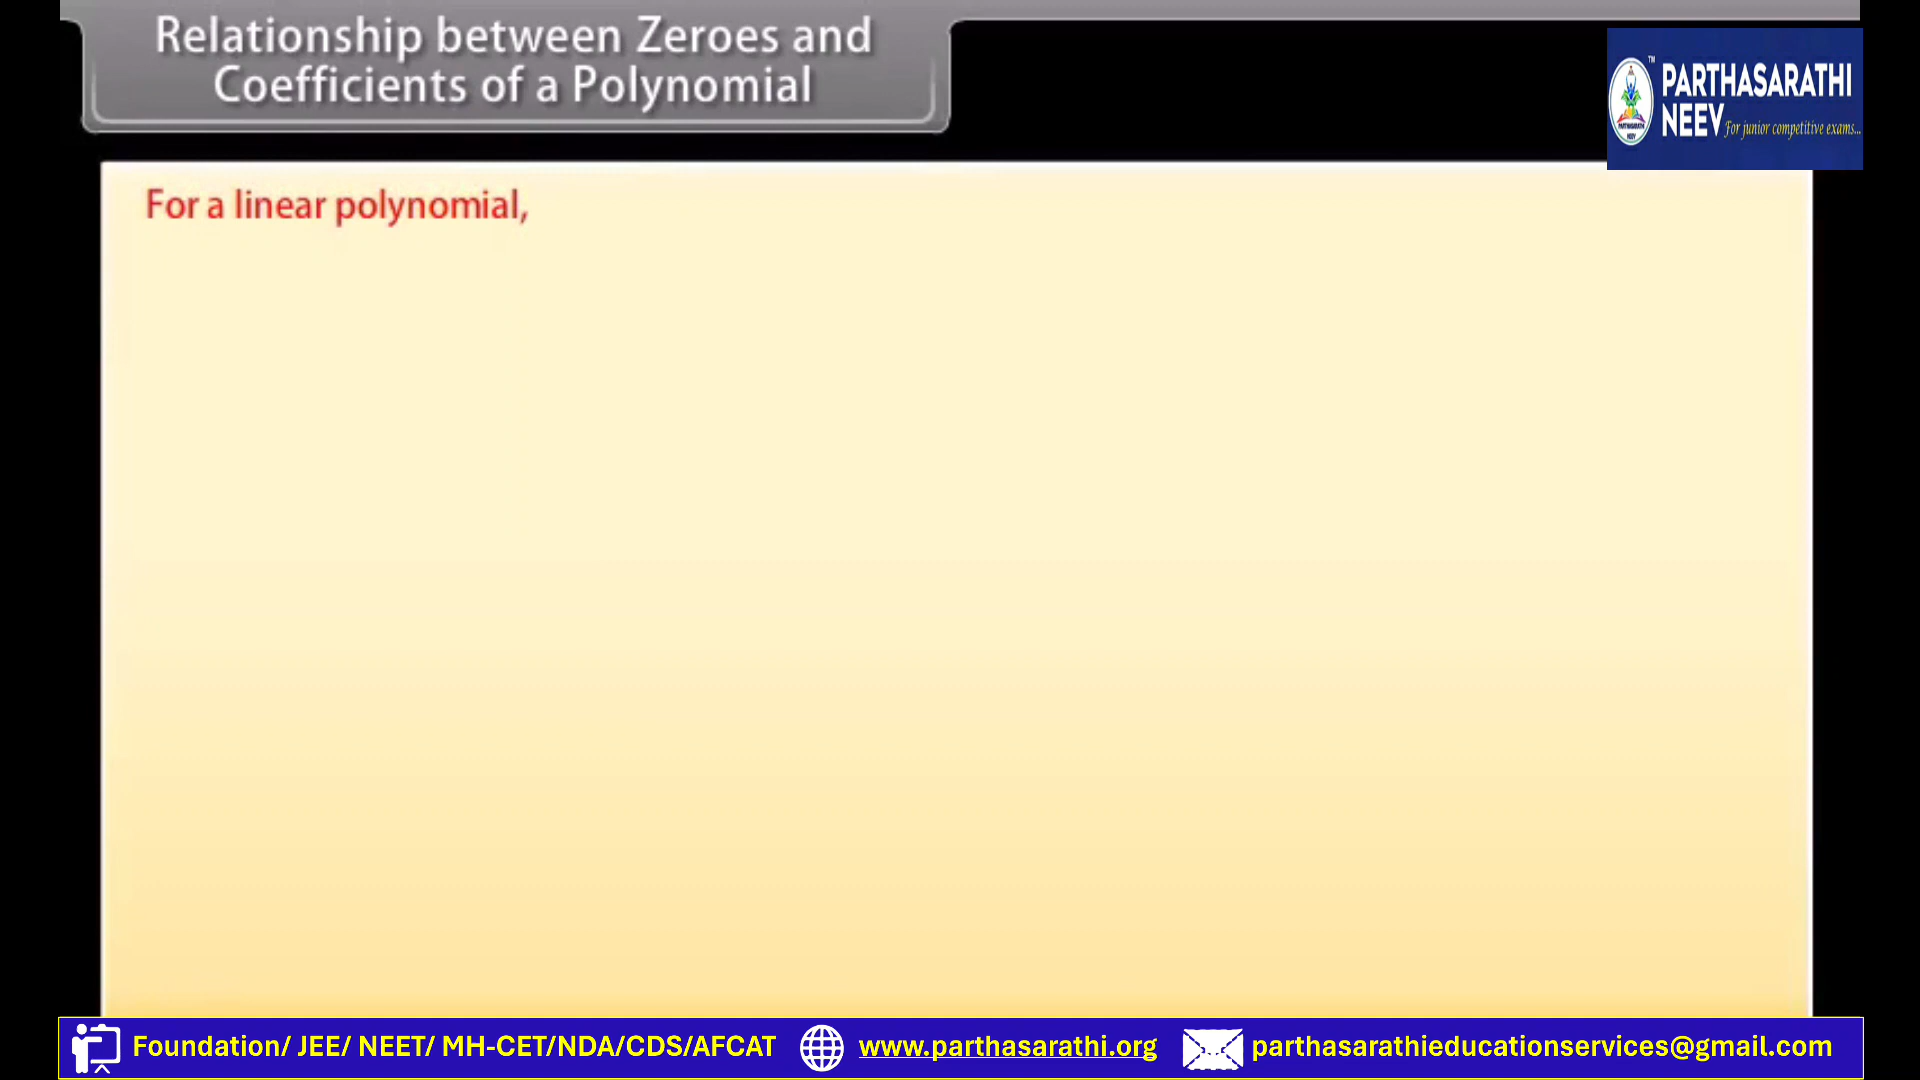 Relationship between Zeroes and
Coefficients of a Polynomial
TM
PARTHASARATHI
NEEV For junior competitive exams...
For a linear polynomial,
Foundation/ JEE/ NEET/ MH-CET/NDA/CDS/AFCAT www.parthasarathi.org parthasarathieducationservices@gmail.com